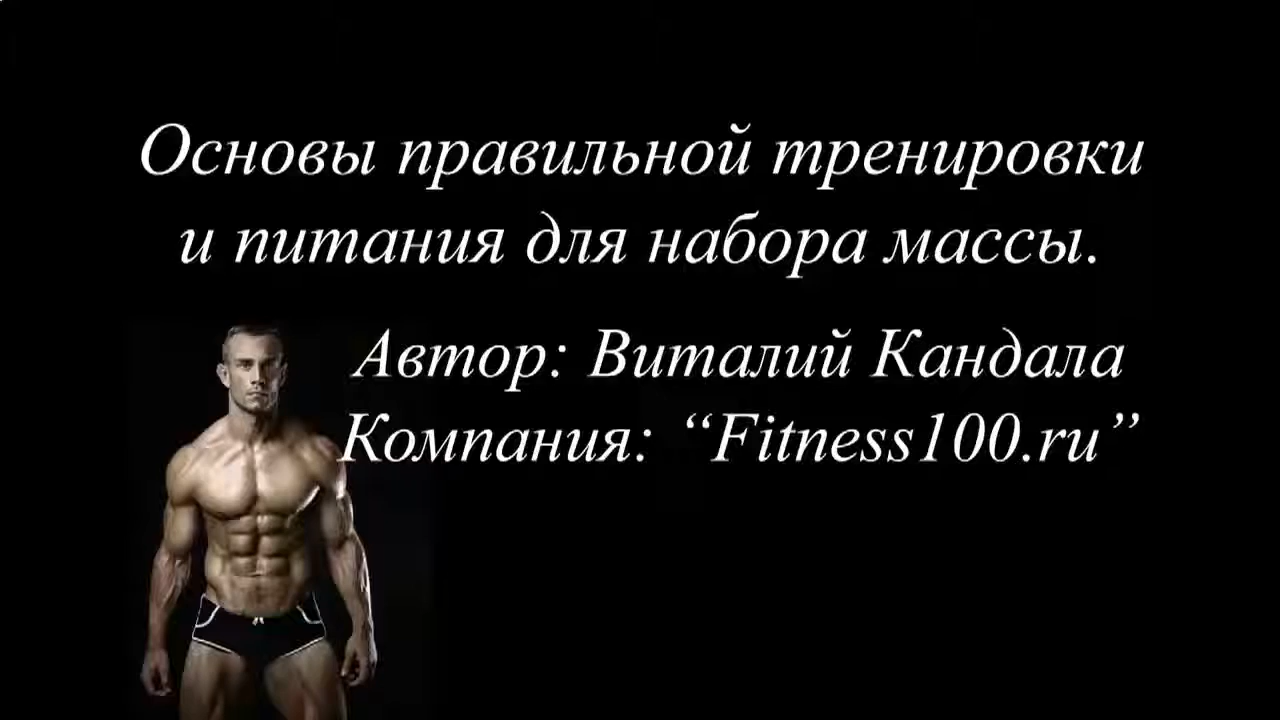 Основы правильной тренировки
и питания для набора массы.
Автор: Виталий Кандала
Компания: “Fitness100.ru”